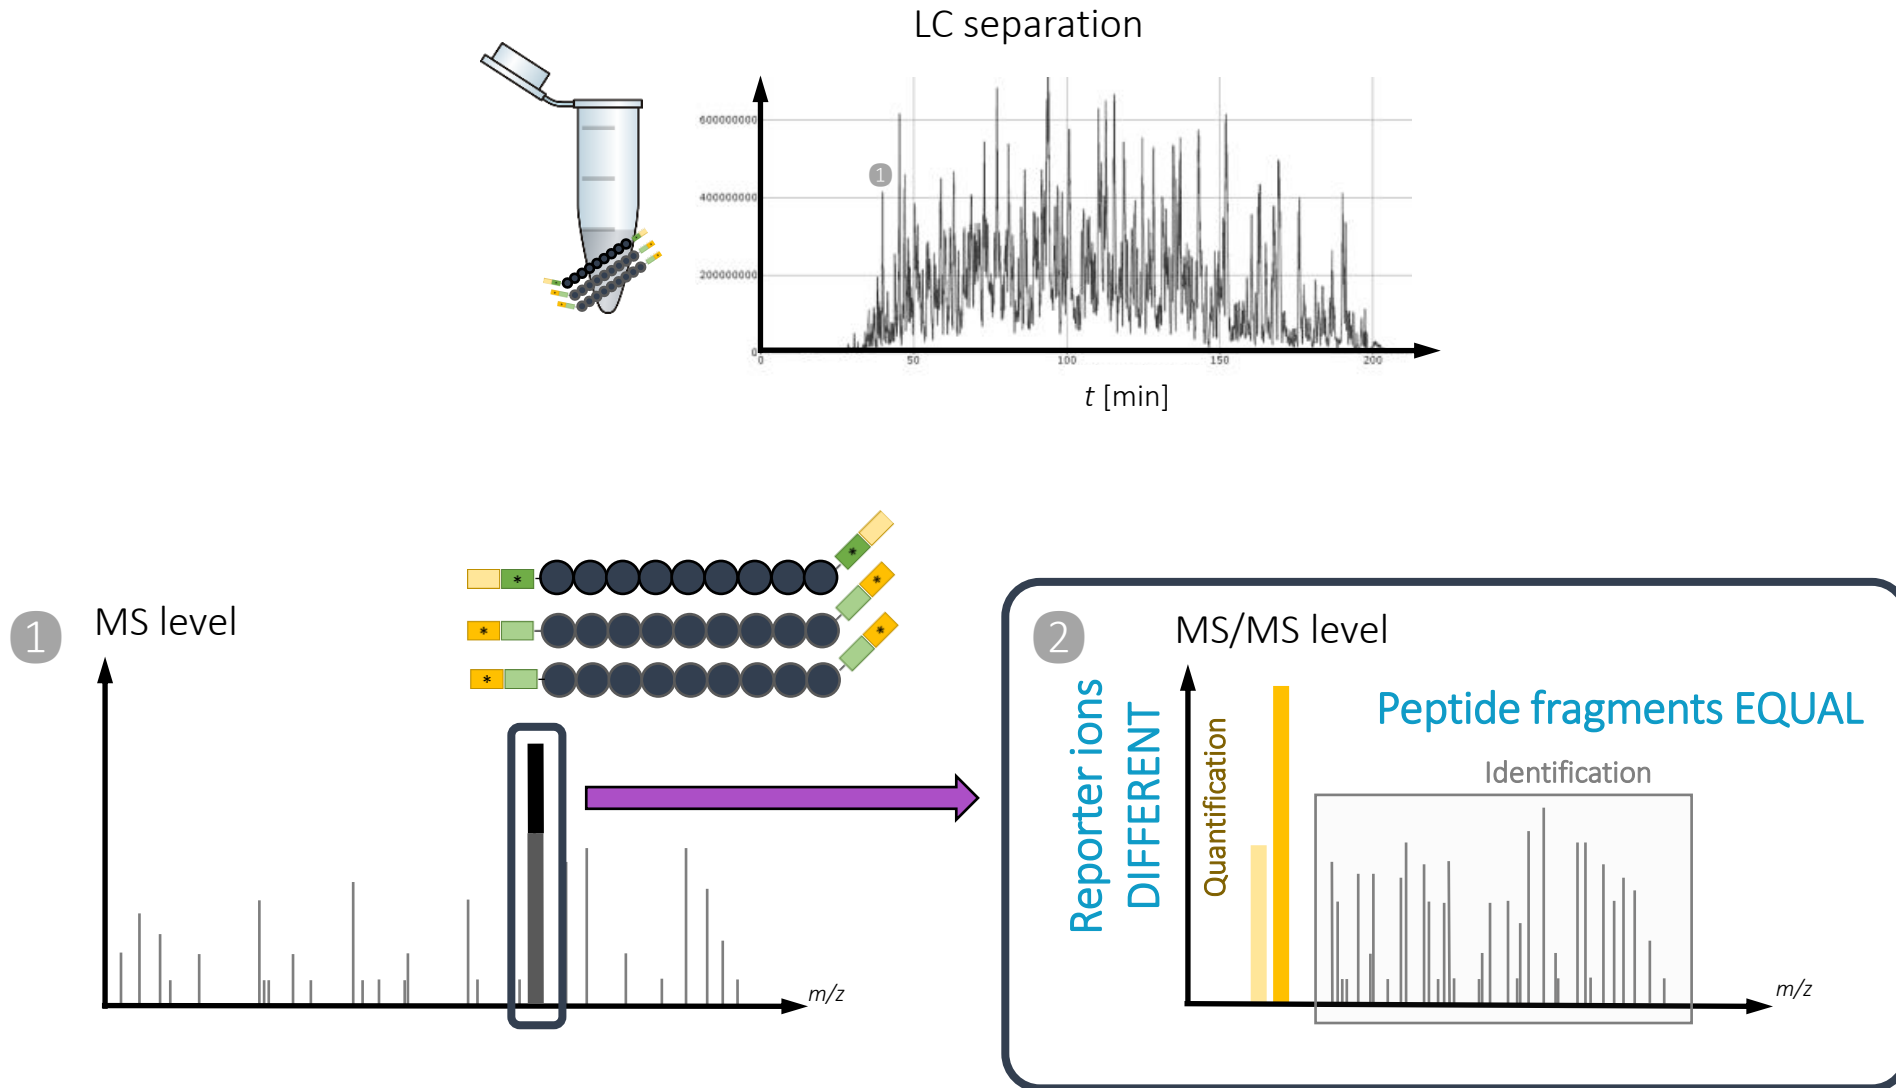 LC separation
600000000
400000000
200000000
0
1
0 50 100 150 200
t [min]
* *
* *
* *
1 MS level
m/z
2 MS/MS level
Reporter ions
DIFFERENT
Quantification
Peptide fragments EQUAL
Identification
m/z